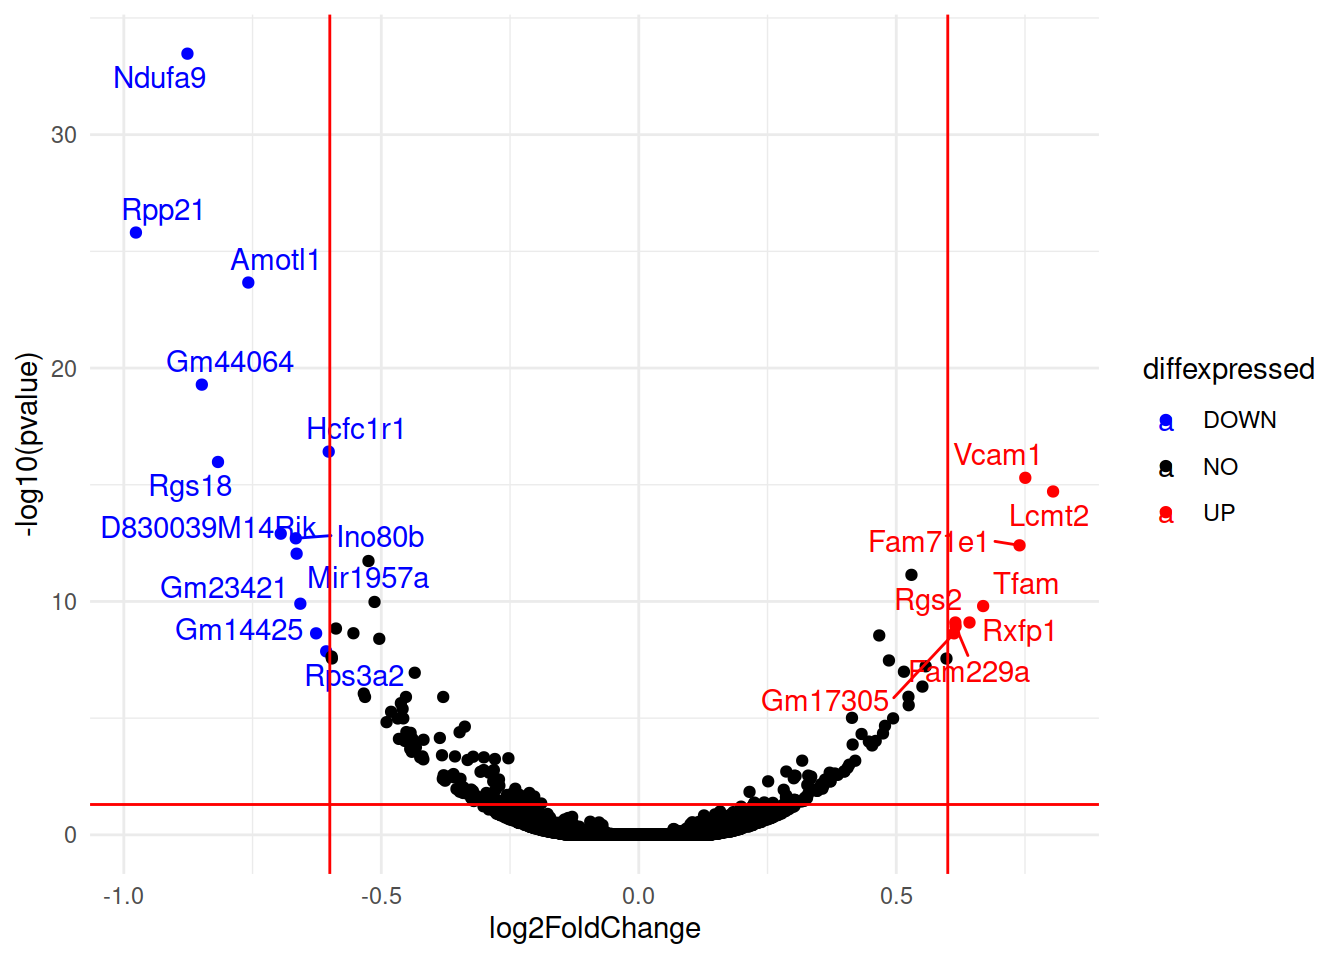 Ndufa9
30
Rpp21
Amotl1
Gm44064
20
Hcfc1r1
Vcam1
Rgs18
Lcmt2
D830039M14Rik
Ino80b
Fam71e1
Mir1957a
Tfam
Gm23421
Rgs2
10
Gm14425
Rxfp1
Rps3a2
Fam229a
Gm17305
0
-1.0
-0.5
0.0
0.5
log2FoldChange
-log10(pvalue)
diffexpressed
a DOWN
a NO
a UP